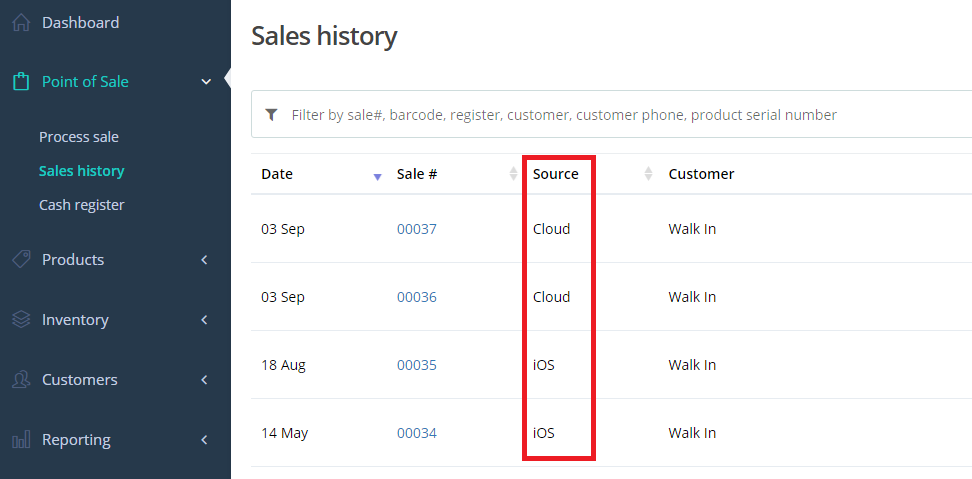 Dashboard
Point of Sale
Process sale
Sales history
Cash register
Products
Inventory
Customers
Reporting
Sales history
Filter by sale#, barcode, register, customer, customer phone, product serial number
Date Sale # Source Customer
03 Sep 00037 Cloud Walk In
03 Sep 00036 Cloud Walk In
18 Aug 00035 iOS Walk In
14 May 00034 iOS Walk In